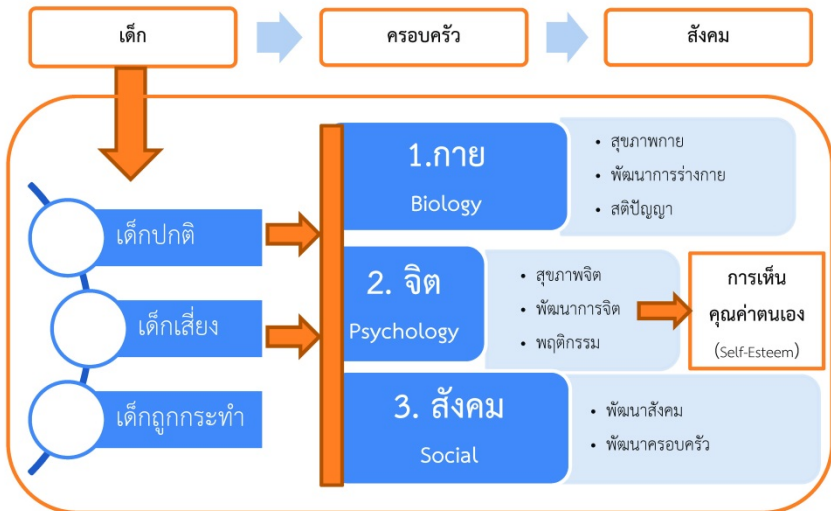 เด็ก
ครอบครัว
สังคม
เด็กปกติ
เด็กเสี่ยง
เด็กถูกกระทำ
1.กาย
Biology
• สุขภาพกาย
• พัฒนาการร่างกาย
• สติปัญญา
2. จิต
Psychology
• สุขภาพจิต
• พัฒนาการจิต
• พฤติกรรม
การเห็น
คุณค่าตนเอง
(Self-Esteem)
3. สังคม
Social
• พัฒนาสังคม
• พัฒนาครอบครัว